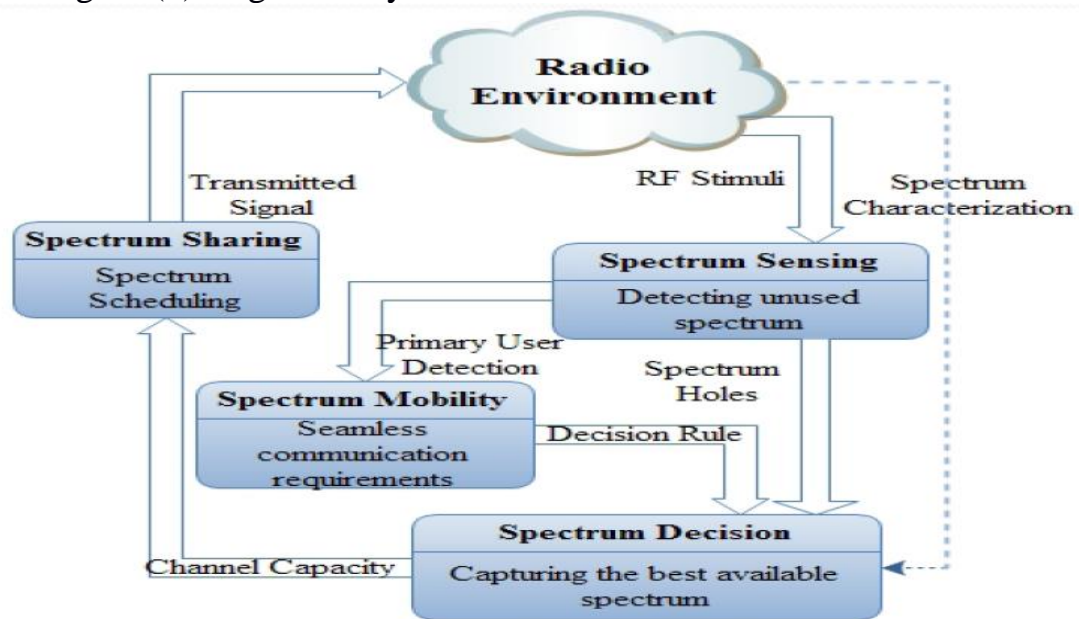 Radio
Environment
Transmitted
Signal
RF Stimuli
Spectrum
Characterization
Spectrum Sharing
Spectrum
Scheduling
Spectrum Sensing
Detecting unused
spectrum
Primary User
Detection
Spectrum
Holes
Spectrum Mobility
Seamless
communication
requirements
Decision Rule
Spectrum Decision
Capturing the best available
spectrum
Channel Capacity